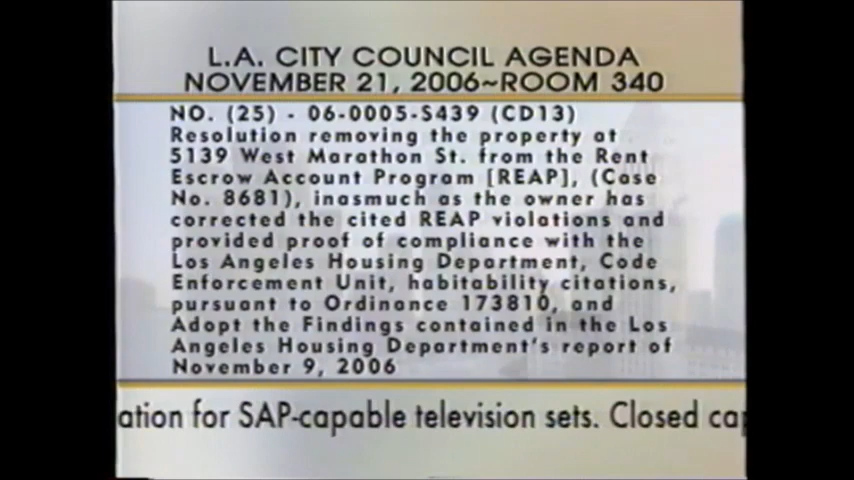 L.A. CITY COUNCIL AGENDA
NOVEMBER 21, 2006~ROOM 340
NO. (25) - 06-0005-S439 (CD13)
Resolution removing the property at
5139 West Marathon St. from the Rent
Escrow Account Program [REAP], (Case
No. 8681), inasmuch as the owner has
corrected the cited REAP violations and
provided proof of compliance with the
Los Angeles Housing Department, Code
Enforcement Unit, habitability citations,
pursuant to Ordinance 173810, and
Adopt the Findings contained in the Los
Angeles Housing Department's report of
November 9, 2006
ation for SAP-capable television sets. Closed cap